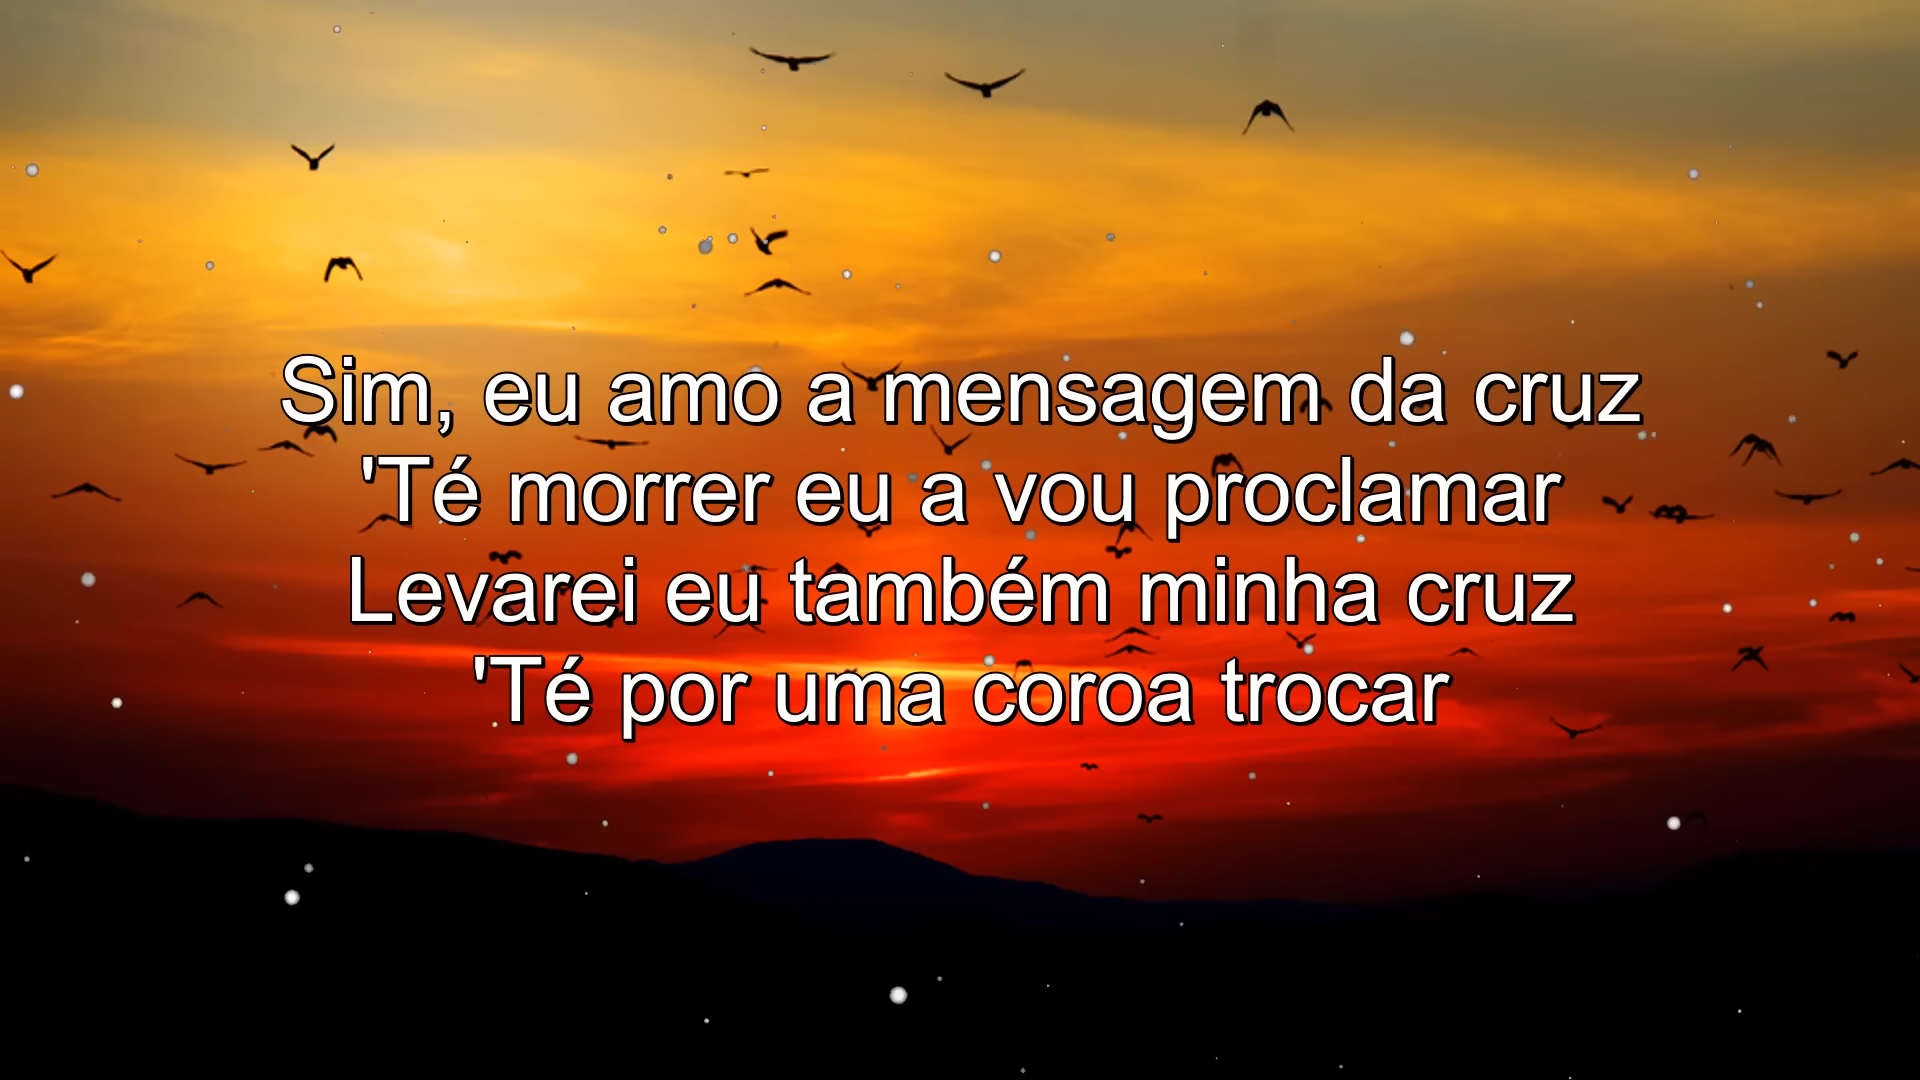 Sim, eu amo a mensagem da cruz
'Té morrer eu a vou proclamar
Levarei eu também minha cruz
'Té por uma coroa trocar